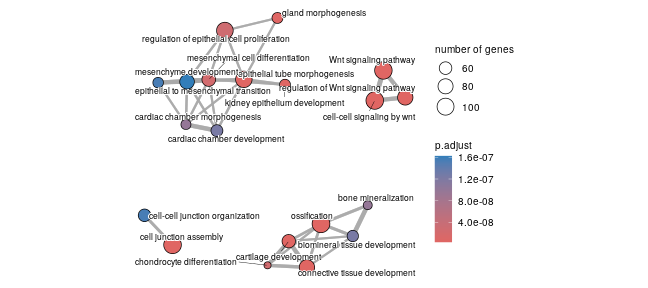 gland morphogenesis
regulation of epithelial cell proliferation
mesenchymal cell differentiation
mesenchyme development
epithelial tube morphogenesis
epithelial to mesenchymal transition
kidney epithelium development
cardiac chamber morphogenesis
cardiac chamber development
Wnt signaling pathway
regulation of Wnt signaling pathway
cell-cell signaling by wnt
number of genes
60
80
100
p.adjust
1.6e-07
1.2e-07
8.0e-08
4.0e-08
bone mineralization
cell-cell junction organization
ossification
cell junction assembly
biomineral tissue development
cartilage development
chondrocyte differentiation
connective tissue development